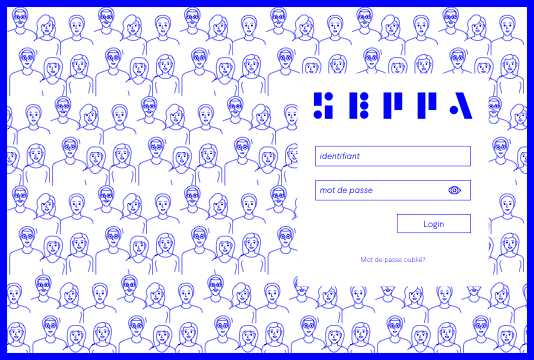 SEPPA
identifiant
mot de passe
Login
Mot de passe oublié?